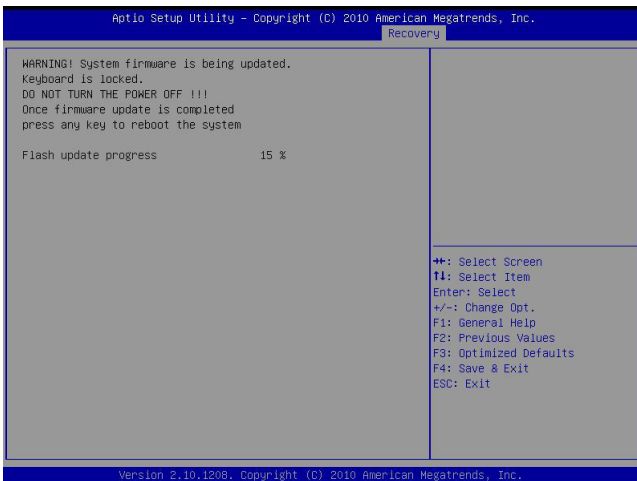 Aptio Setup Utility – Copyright (C) 2010 American Megatrends, Inc.
Recovery
WARNING! System firmware is being updated.
Keyboard is locked.
DO NOT TURN THE POWER OFF !!!
Once firmware update is completed
press any key to reboot the system
Flash update progress 15 %
→←: Select Screen
↑↓: Select Item
Enter: Select
+/-: Change Opt.
F1: General Help
F2: Previous Values
F3: Optimized Defaults
F4: Save & Exit
ESC: Exit
Version 2.10.1208. Copyright (C) 2010 American Megatrends, Inc.